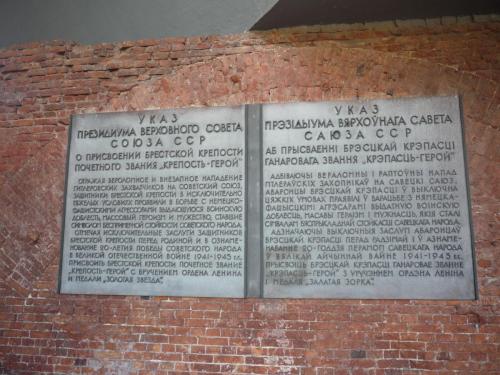 УКАЗ
ПРЕЗИДИУМА ВЕРХОВНОГО СОВЕТА
СОЮЗА ССР
О ПРИСВОЕНИИ БРЕСТСКОЙ КРЕПОСТИ
ПОЧЕТНОГО ЗВАНИЯ „КРЕПОСТЬ-ГЕРОЙ"
ОТРАЖАЯ ВЕРОЛОМНОЕ И ВНЕЗАПНОЕ НАПАДЕНИЕ
ГИТЛЕРОВСКИХ ЗАХВАТЧИКОВ НА СОВЕТСКИЙ СОЮЗ,
ЗАЩИТНИКИ БРЕСТСКОЙ КРЕПОСТИ В ИСКЛЮЧИТЕЛЬНО
ТЯЖЕЛЫХ УСЛОВИЯХ ПРОЯВИЛИ В БОРЬБЕ С НЕМЕЦКО-
ФАШИСТСКИМИ АГРЕССОРАМИ ВЫДАЮЩУЮСЯ ВОИНСКУЮ
ДОБЛЕСТЬ, МАССОВЫЙ ГЕРОИЗМ И МУЖЕСТВО, СТАВШИЕ
СИМВОЛОМ БЕСПРИМЕРНОЙ СТОЙКОСТИ СОВЕТСКОГО НАРОДА.
ОТМЕЧАЯ ИСКЛЮЧИТЕЛЬНЫЕ ЗАСЛУГИ ЗАЩИТНИКОВ
БРЕСТСКОЙ КРЕПОСТИ ПЕРЕД РОДИНОЙ И В ОЗНАМЕ-
НОВАНИЕ 20-ЛЕТИЯ ПОБЕДЫ СОВЕТСКОГО НАРОДА
В ВЕЛИКОЙ ОТЕЧЕСТВЕННОЙ ВОЙНЕ 1941-1945 г.г.
ПРИСВОИТЬ БРЕСТСКОЙ КРЕПОСТИ ПОЧЕТНОЕ ЗВАНИЕ
„КРЕПОСТЬ-ГЕРОЙ" С ВРУЧЕНИЕМ ОРДЕНА ЛЕНИНА
И МЕДАЛИ „ЗОЛОТАЯ ЗВЕЗДА".
УКАЗ
ПРЭЗІДЫУМА ВЯРХОЎНАГА САВЕТА
САЮЗА ССР
АБ ПРЫСВАЕННІ БРЭСЦКАЙ КРЭПАСЦІ
ГАНАРОВАГА ЗВАННЯ „КРЭПАСЦЬ-ГЕРОЙ"
АДБІВАЮЧЫ ВЕРАЛОМНЫ І РАПТОЎНЫ НАПАД
ГІТЛЕРАЎСКІХ ЗАХОПНІКАЎ НА САВЕЦКІ САЮЗ,
АБАРОНЦЫ БРЭСЦКАЙ КРЭПАСЦІ Ў ВЫКЛЮЧНА
ЦЯЖКІХ УМОВАХ ПРАЯВІЛІ Ў БАРАЦЬБЕ З НЯМЕЦКА-
ФАШЫСЦКІМІ АГРЭСАРАМІ ВЫДАТНУЮ ВОІНСКУЮ
ДОБЛЕСЦЬ, МАСАВЫ ГЕРАІЗМ І МУЖНАСЦЬ, ЯКІЯ СТАЛІ
СІМВАЛАМ БЕСПРЫКЛАДНАЙ СТОЙКАСЦІ САВЕЦКАГА НАРОДА.
АДЗНАЧАЮЧЫ ВЫКЛЮЧНЫЯ ЗАСЛУГІ АБАРОНЦАЎ
БРЭСЦКАЙ КРЭПАСЦІ ПЕРАД РАДЗІМАЙ І Ў АЗНАМЕ-
НАВАННЕ 20-ГОДДЗЯ ПЕРАМОГІ САВЕЦКАГА НАРОДА
Ў ВЯЛІКАЙ АЙЧЫННАЙ ВАЙНЕ 1941-1945 г.г.
ПРЫСВОІЦЬ БРЭСЦКАЙ КРЭПАСЦІ ГАНАРОВАЕ ЗВАННЕ
„КРЭПАСЦЬ-ГЕРОЙ" З УРУЧЭННЕМ ОРДЭНА ЛЕНІНА
І МЕДАЛЯ „ЗАЛАТАЯ ЗОРКА".